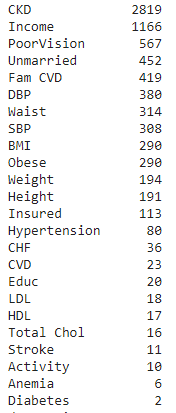 CKD 2819
Income 1166
PoorVision 567
Unmarried 452
Fam CVD 419
DBP 380
Waist 314
SBP 308
BMI 290
Obese 290
Weight 194
Height 191
Insured 113
Hypertension 80
CHF 36
CVD 23
Educ 20
LDL 18
HDL 17
Total Chol 16
Stroke 11
Activity 10
Anemia 6
Diabetes 2